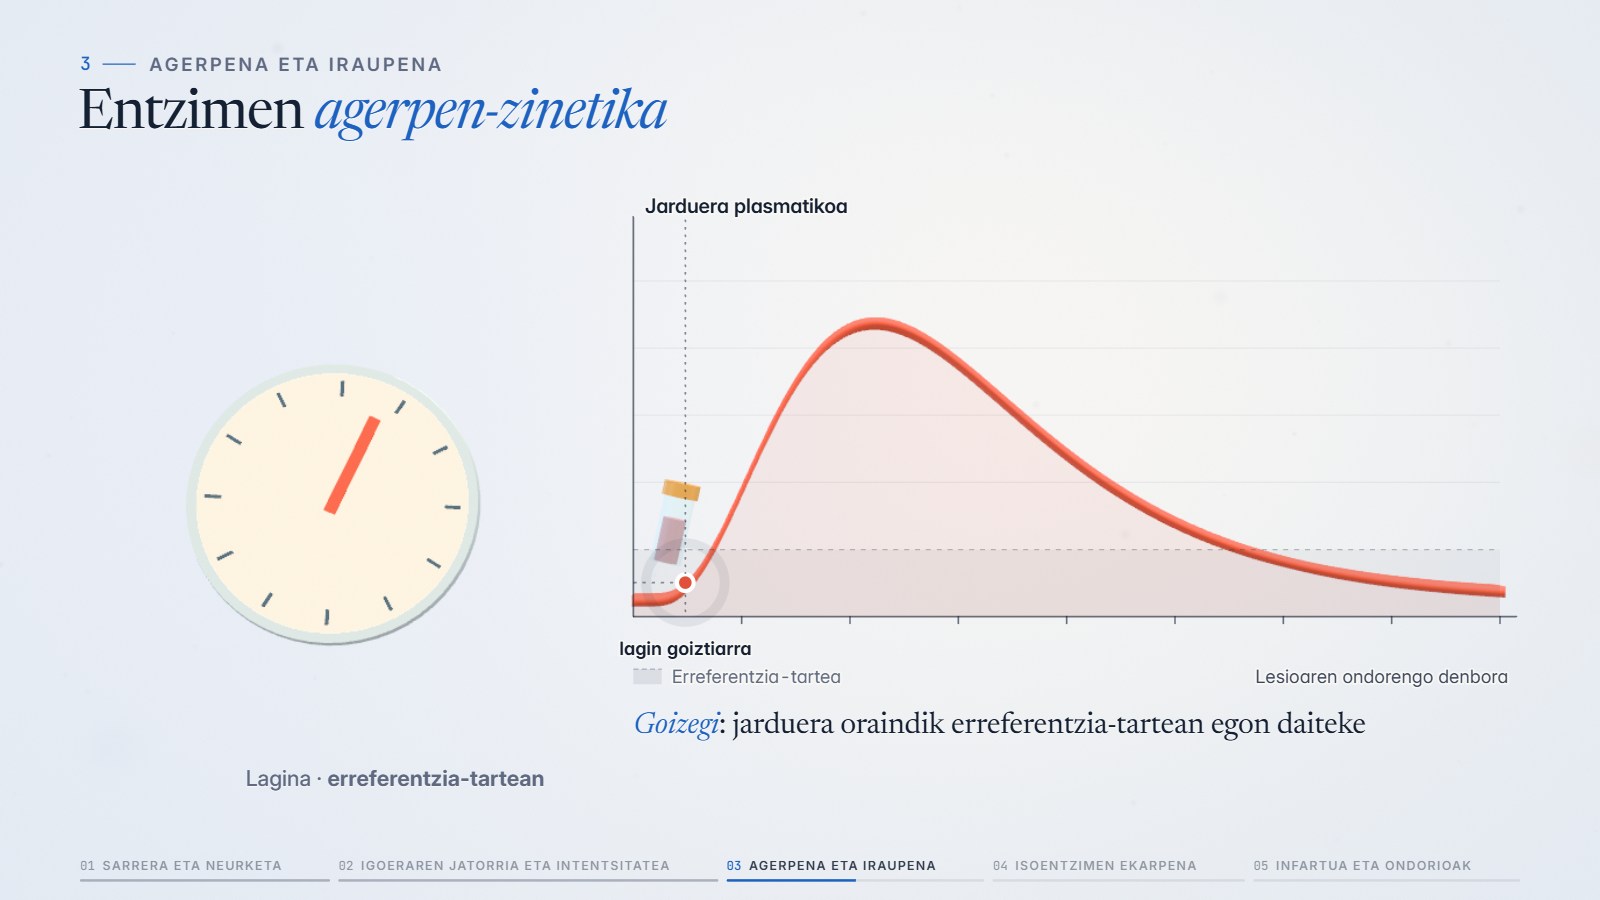 3 — AGERPENA ETA IRAUPENA
Entzimen agerpen-zinetika
Jarduera plasmatikoa
lagin goiztiarra
Erreferentzia-tartea
Lesioaren ondorengo denbora
Goizegi: jarduera oraindik erreferentzia-tartean egon daiteke
Lagina · erreferentzia-tartean
01 SARRERA ETA NEURKETA
02 IGOERAREN JATORRIA ETA INTENTSITATEA
03 AGERPENA ETA IRAUPENA
04 ISOENTZIMEN EKARPENA
05 INFARTUA ETA ONDORIOAK